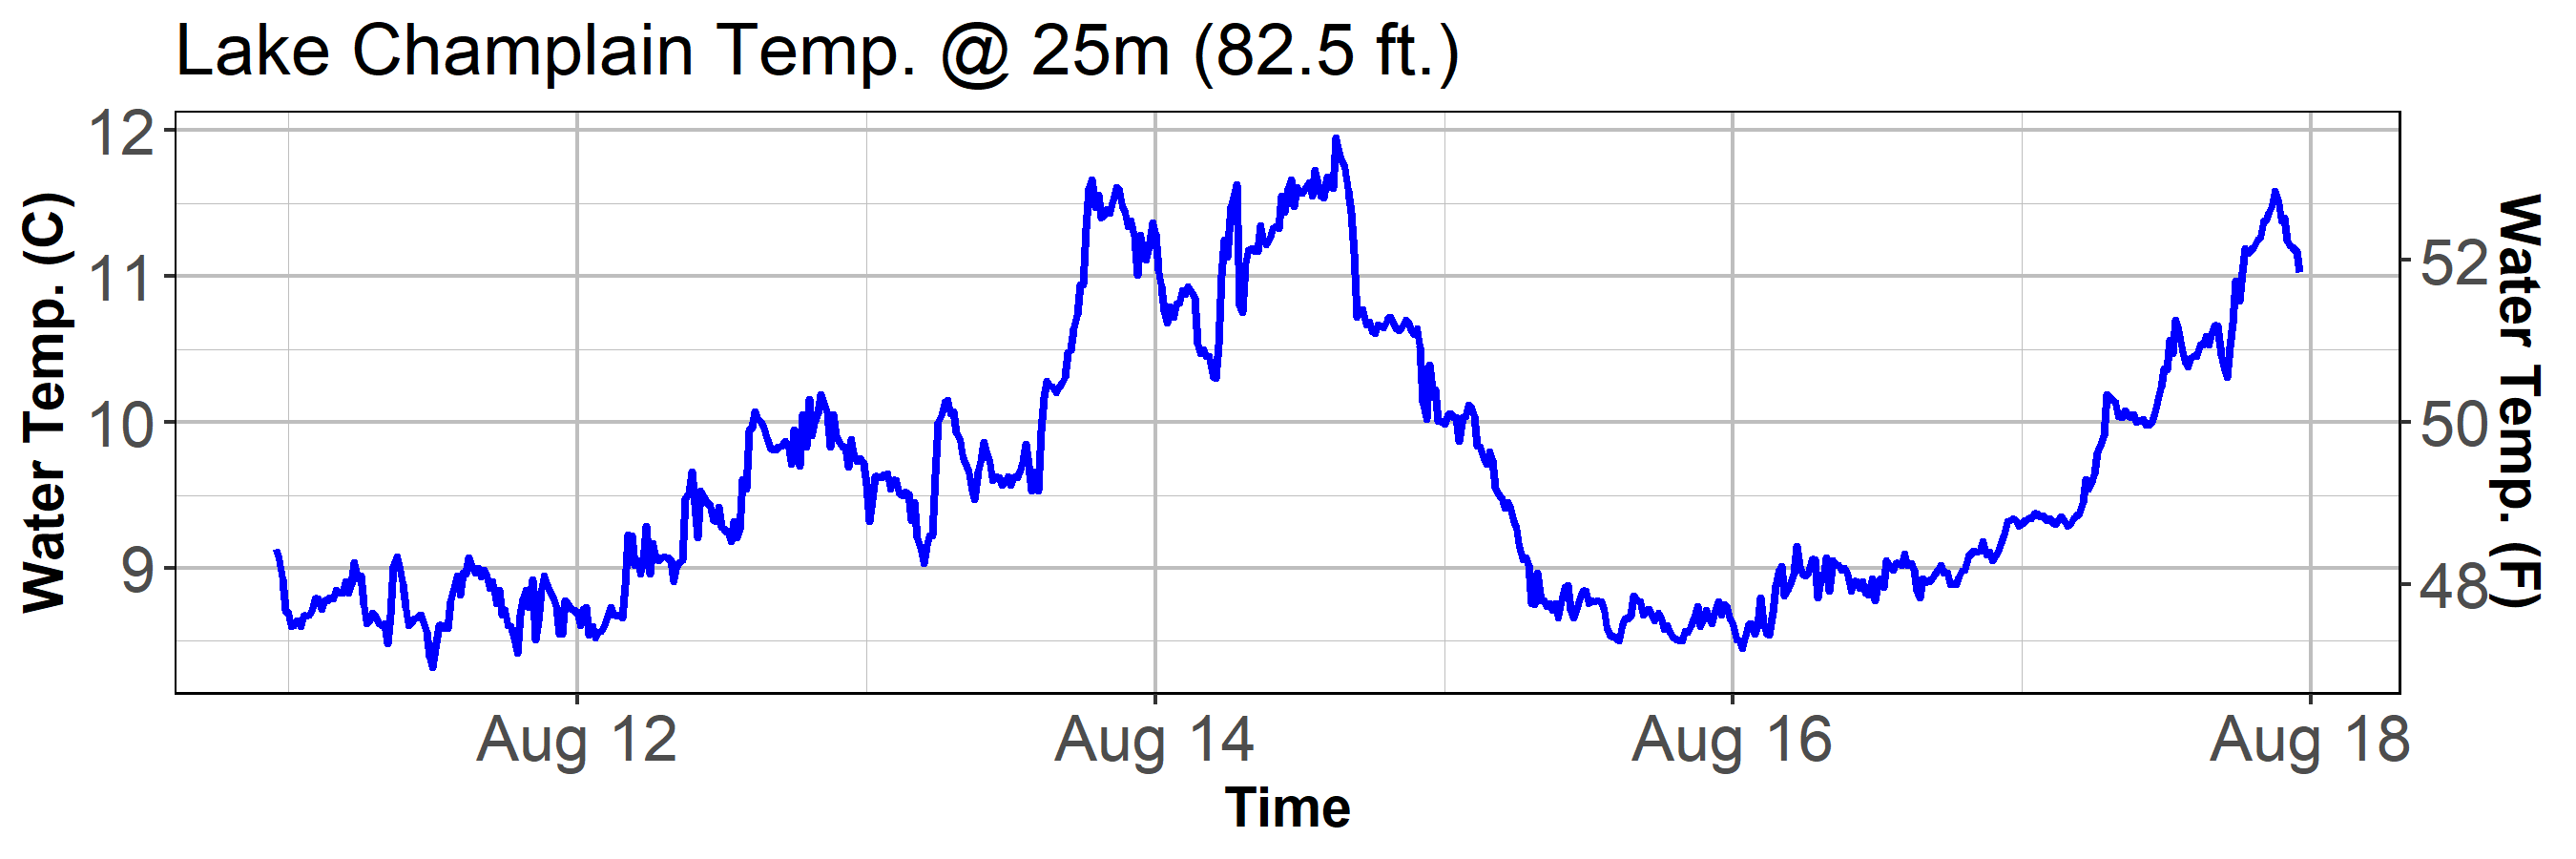 Lake Champlain Temp. @ 25m (82.5 ft.)
Water Temp. (C)
12
11
10
9
52
50
48
Water Temp. (F)
Aug 12
Aug 14
Aug 16
Aug 18
Time